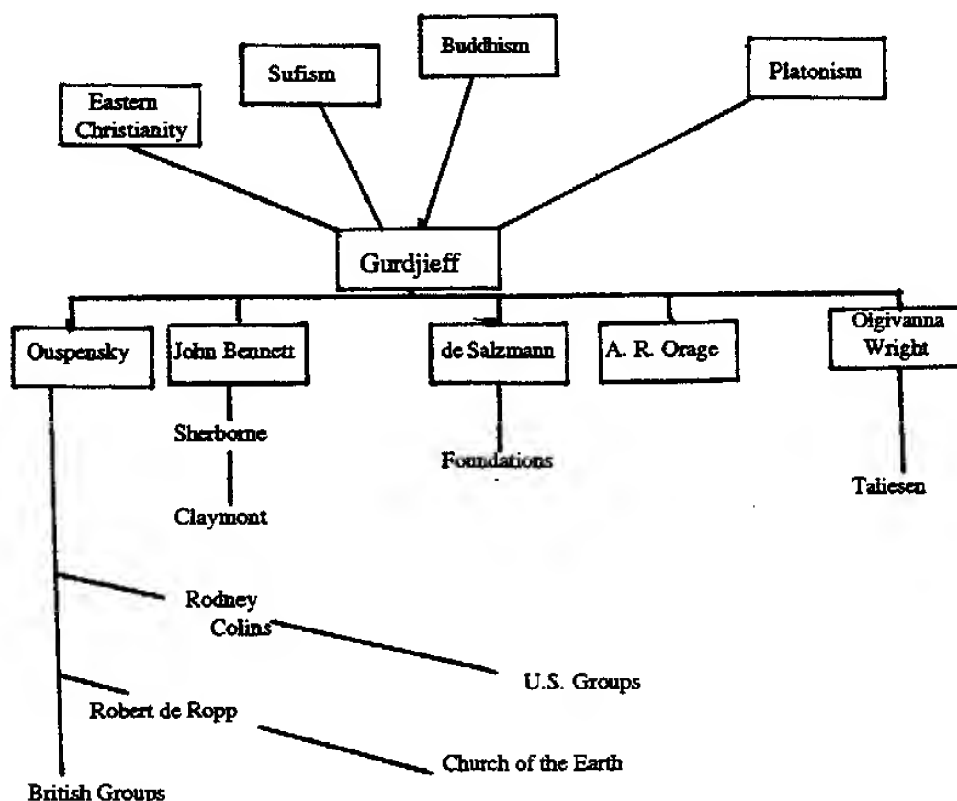 Buddhism
Sufism
Platonism
Eastern
Christianity
Gurdjieff
Ouspensky
John Bennett
de Salzmann
A. R. Orage
Olgivanna
Wright
Sherborne
Foundations
Taliesen
Claymont
Rodney
Colins
U.S. Groups
Robert de Ropp
Church of the Earth
British Groups